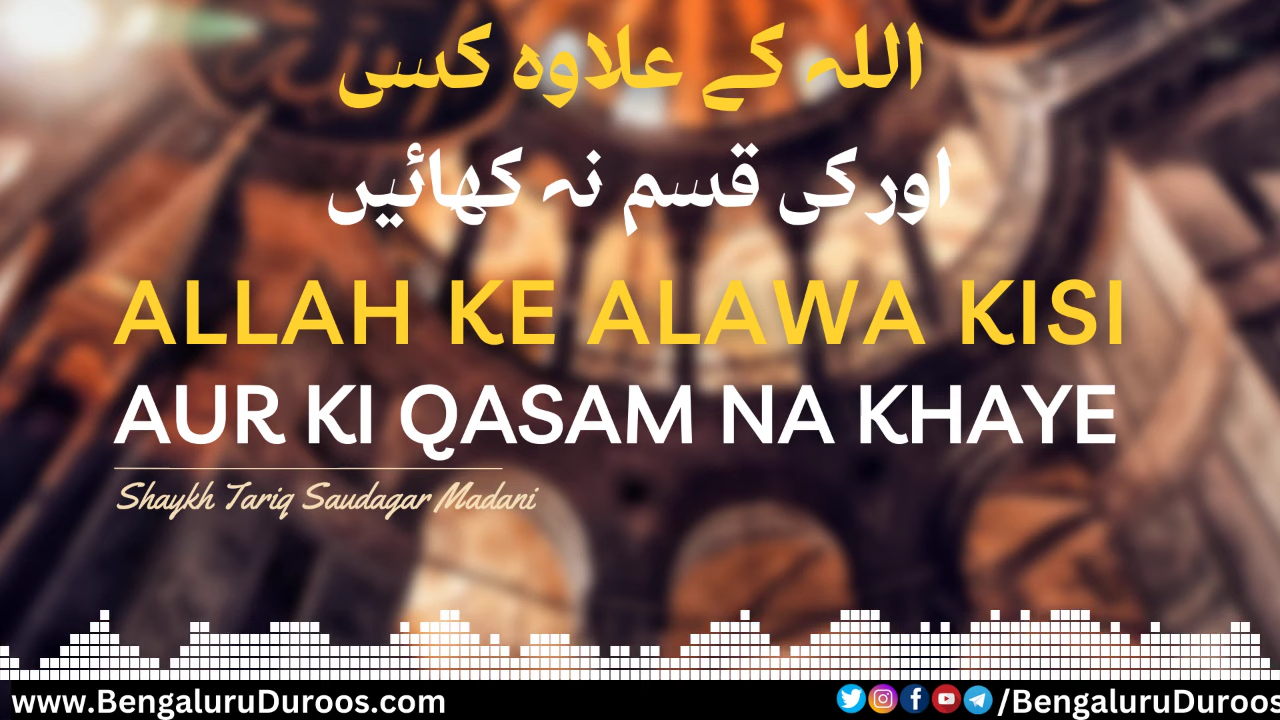 اللہ کے علاوہ کسی
اور کی قسم نہ کھائیں
ALLAH KE ALAWA KISI
AUR KI QASAM NA KHAYE
Shaykh Tariq Saudagar Madani
www.BengaluruDuroos.com
/BengaluruDuroos